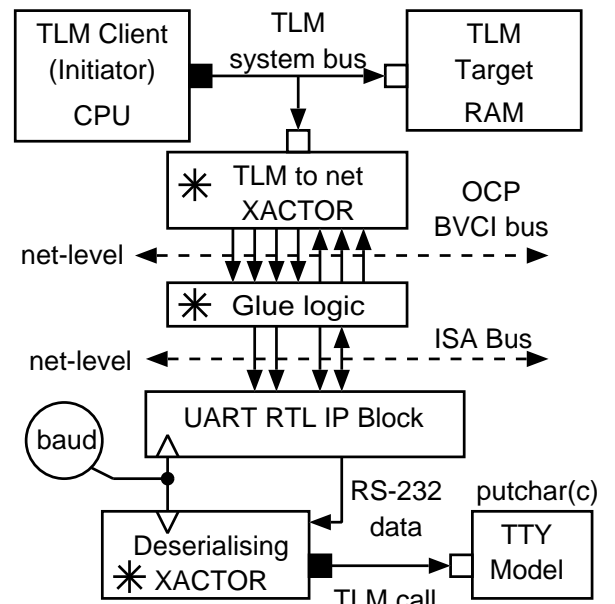 TLM Client
(Initiator)
CPU
TLM
system bus
TLM
Target
RAM
TLM to net
XACTOR
OCP
BVCI bus
net-level
Glue logic
ISA Bus
net-level
UART RTL IP Block
baud
RS-232
data
putchar(c)
Deserialising
XACTOR
TTY
Model
TLM call